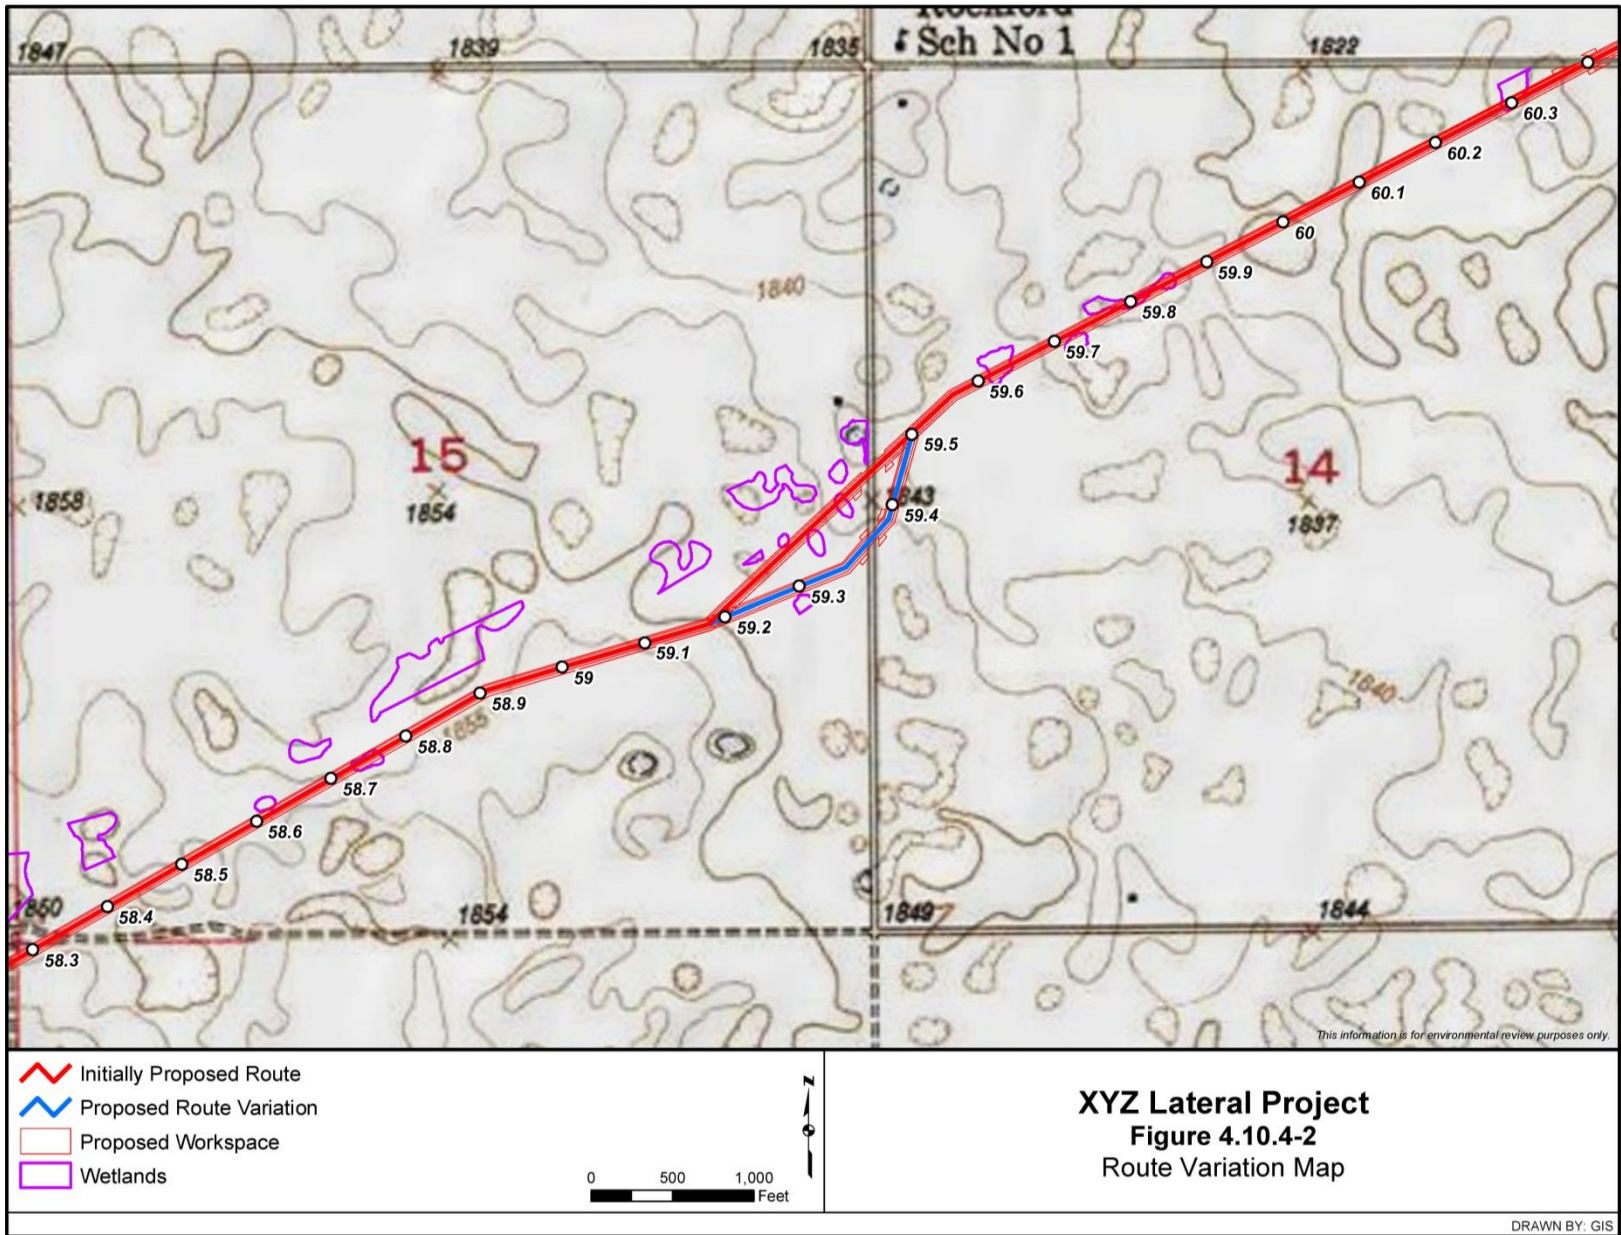 Rockford
1847
1839
1835
Sch No 1
1822
60.3
60.2
60.1
60
59.9
1840
59.8
59.7
59.6
59.5
15
14
1858
1854
1843
59.4
1837
59.3
59.2
59.1
59
1840
58.9
1855
58.8
58.7
58.6
58.5
1850
58.4
1854
1849
1844
58.3
This information is for environmental review purposes only.
Initially Proposed Route
Proposed Route Variation
Proposed Workspace
Wetlands
N
0 500 1,000
Feet
XYZ Lateral Project
Figure 4.10.4-2
Route Variation Map
DRAWN BY: GIS